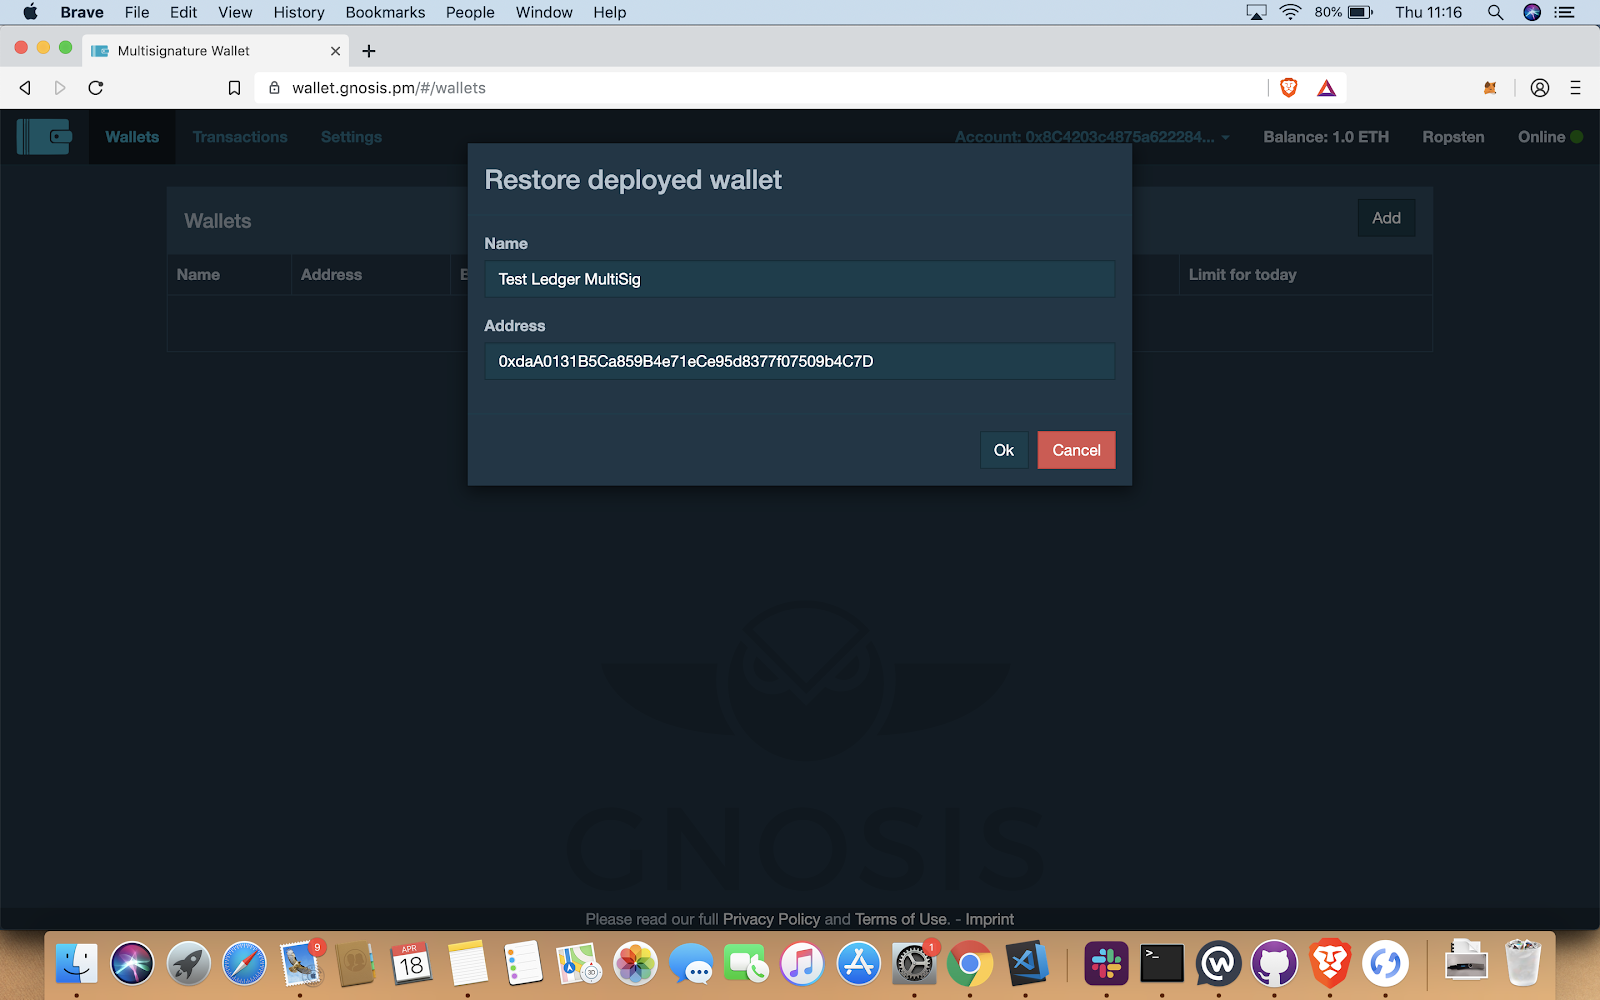 Brave File Edit View History Bookmarks People Window Help 80% Thu 11:16
Multisignature Wallet
wallet.gnosis.pm/#/wallets
Wallets Transactions Settings Account: 0x8C4203c4875a622284... Balance: 1.0 ETH Ropsten Online
Restore deployed wallet
Wallets Add
Name
Name Address Limit for today
Test Ledger MultiSig
Address
0xdaA0131B5Ca859B4e71eCe95d8377f07509b4C7D
Ok Cancel
GNOSIS
Please read our full Privacy Policy and Terms of Use. - Imprint
9 APR 18 1